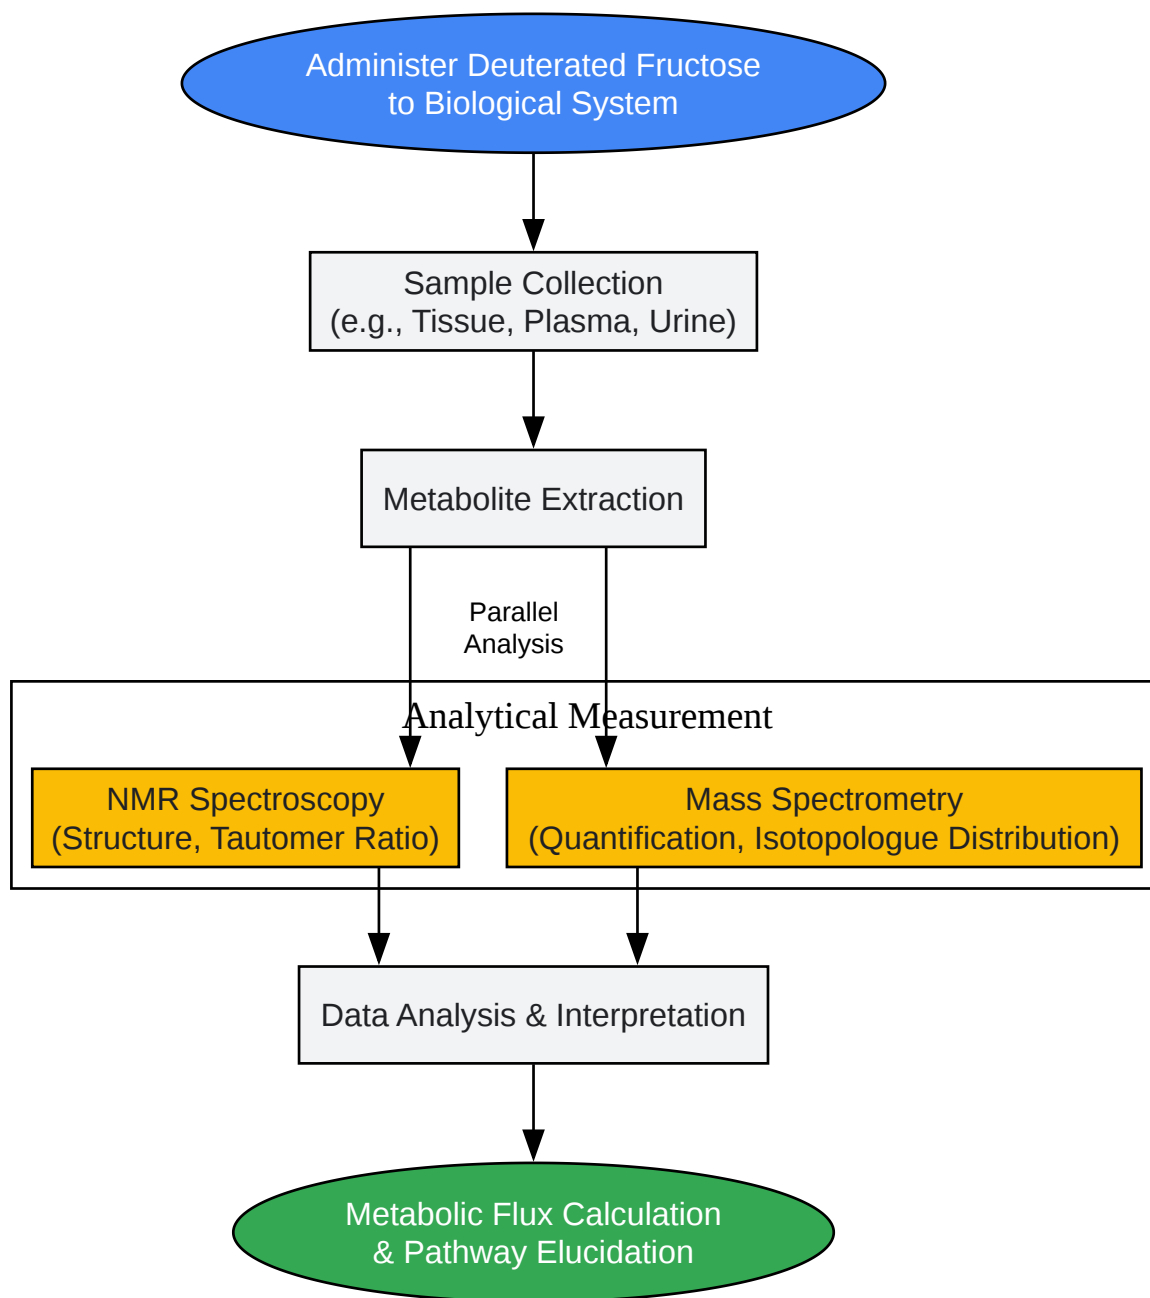 Administer Deuterated Fructose
to Biological System
Sample Collection
(e.g., Tissue, Plasma, Urine)
Metabolite Extraction
Parallel
Analysis
Analytical Measurement
NMR Spectroscopy
(Structure, Tautomer Ratio)
Mass Spectrometry
(Quantification, Isotopologue Distribution)
Data Analysis & Interpretation
Metabolic Flux Calculation
& Pathway Elucidation